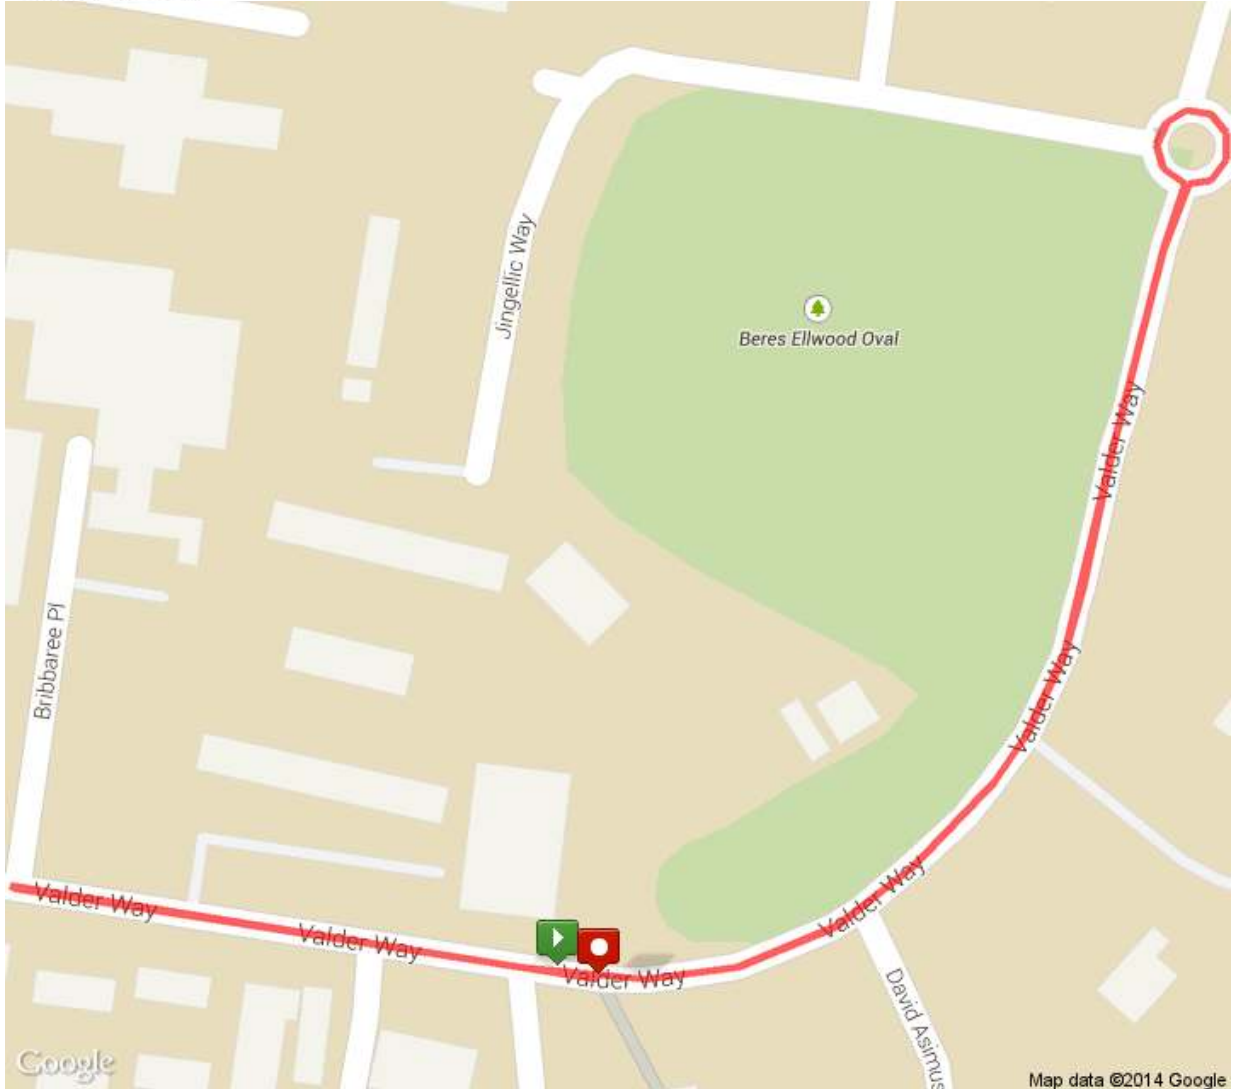 Jingellic Way
Beres Ellwood Oval
Valder Way
Bribbaree Pl
Valder Way
Valder Way
Valder Way
Valder Way
Valder Way
David Asimus
Google
Map data ©2014 Google